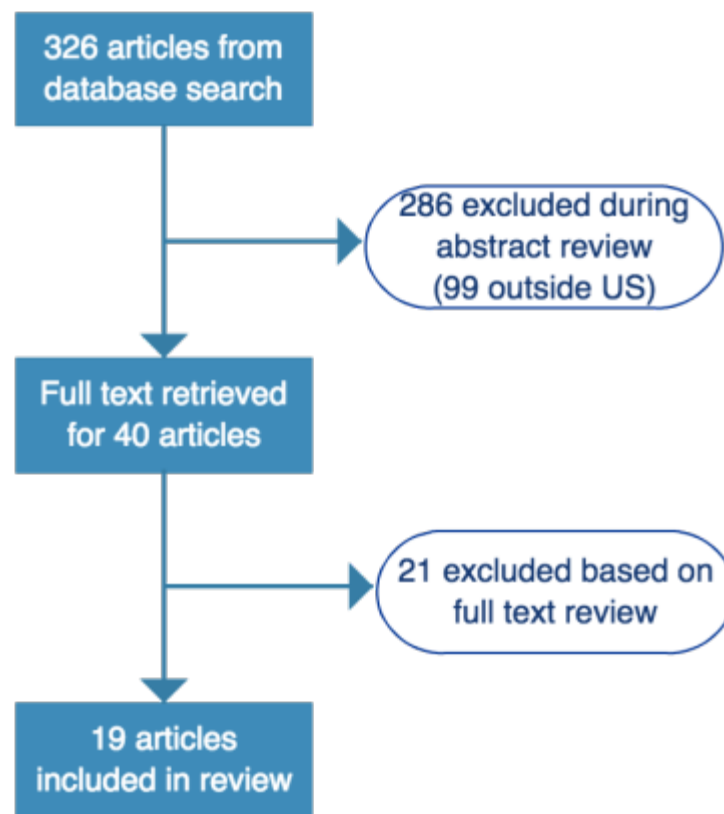 326 articles from
database search
286 excluded during
abstract review
(99 outside US)
Full text retrieved
for 40 articles
21 excluded based on
full text review
19 articles
included in review